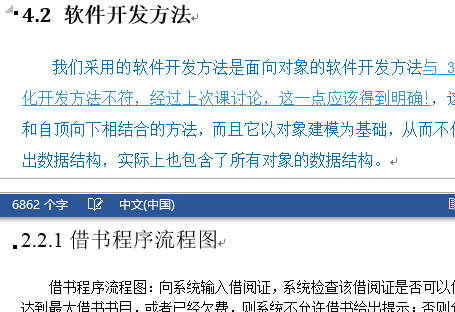 4.2 软件开发方法
我们采用的软件开发方法是面向对象的软件开发方法与 3
化开发方法不符，经过上次课讨论，这一点应该得到明确!，这
和自顶向下相结合的方法，而且它以对象建模为基础，从而不仅
出数据结构，实际上也包含了所有对象的数据结构。
6862 个字 中文(中国)
2.2.1 借书程序流程图
借书程序流程图：向系统输入借阅证，系统检查该借阅证是否可以借
达到最大借书书目，或者已经欠费，则系统不允许借书给出提示；否则